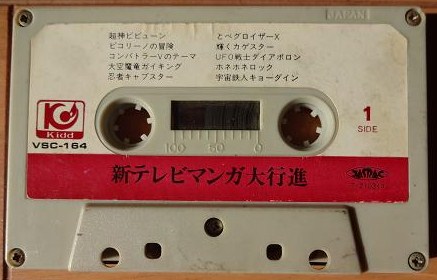 JAPAN
超神ビビューン
ピコリーノの冒険
コンバトラーVのテーマ
大空魔竜ガイキング
忍者キャプター
とべグロイザーX
輝くカゲスター
UFO戦士ダイアポロン
ホネホネロック
宇宙鉄人キョーダイン
Kidd
VSC-164
100 50 0
1
SIDE
新テレビマンガ大行進